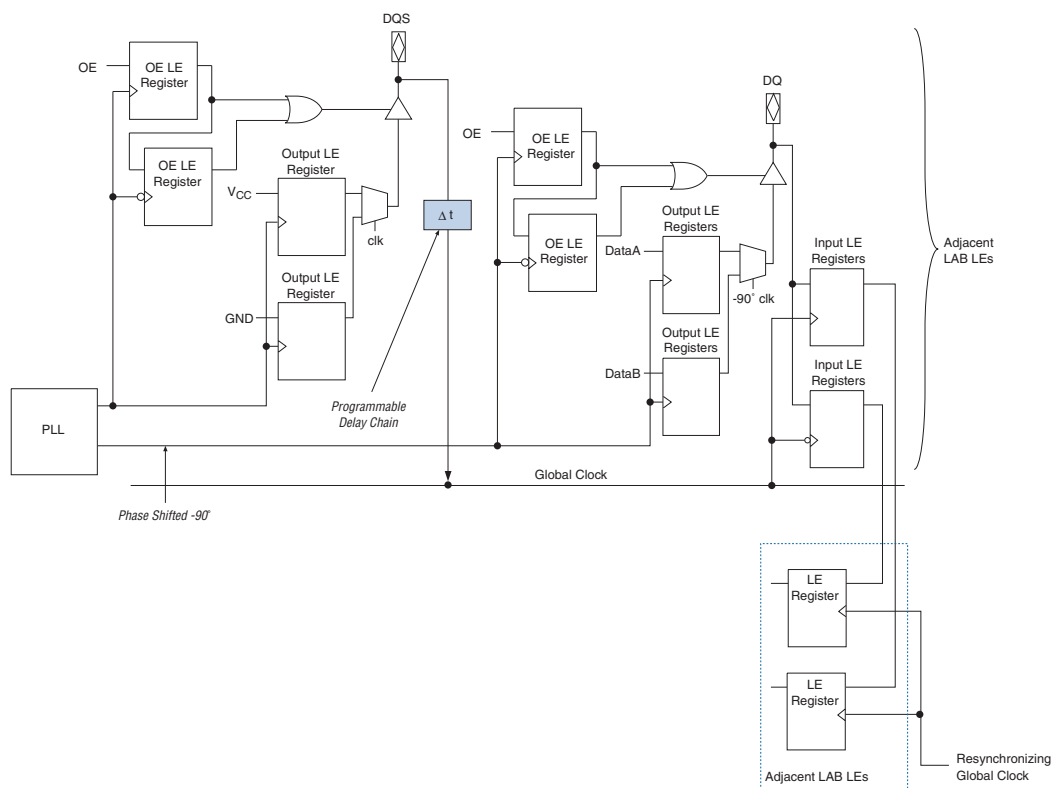 DQS
OE
OE LE
Register
OE LE
Register
Output LE
Register
VCC
clk
Output LE
Register
GND
Δ t
Programmable
Delay Chain
PLL
Phase Shifted -90°
Global Clock
DQ
OE
OE LE
Register
OE LE
Register
Output LE
Registers
DataA
-90° clk
Output LE
Registers
DataB
Input LE
Registers
Input LE
Registers
Adjacent
LAB LEs
LE
Register
LE
Register
Adjacent LAB LEs
Resynchronizing
Global Clock